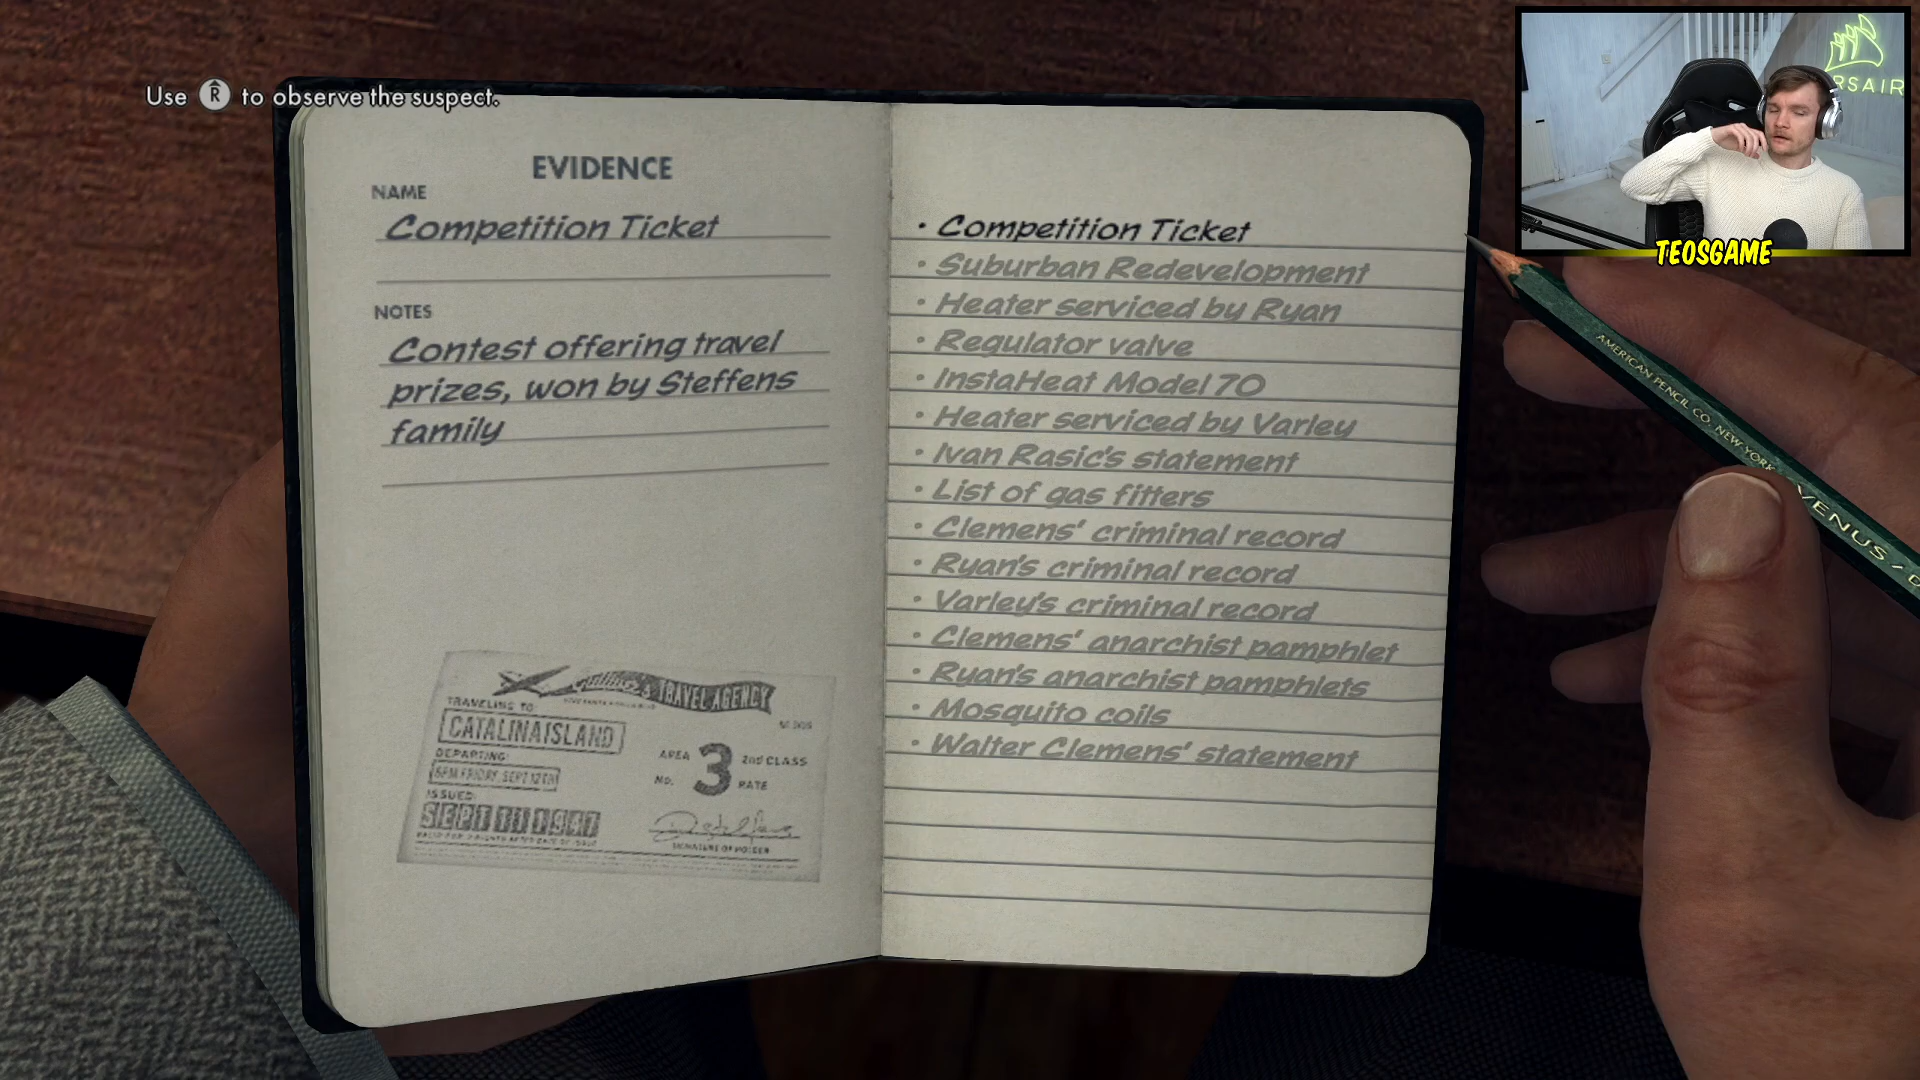 Use R to observe the suspect.
EVIDENCE
NAME
Competition Ticket
NOTES
Contest offering travel
prizes, won by Steffens
family
TRAVEL AGENCY
TRAVELING TO:
CATALINA ISLAND
DEPARTING:
6PM FRIDAY, SEPT 12TH
ISSUED:
SEPT 11 1947
AREA
NO.
3
2nd CLASS
RATE
SIGNATURE OF HOLDER
• Competition Ticket
• Suburban Redevelopment
• Heater serviced by Ryan
• Regulator valve
• InstaHeat Model 70
• Heater serviced by Varley
• Ivan Rasic's statement
• List of gas fitters
• Clemens' criminal record
• Ryan's criminal record
• Varley's criminal record
• Clemens' anarchist pamphlet
• Ryan's anarchist pamphlets
• Mosquito coils
• Walter Clemens' statement
RSAIR
TEOSGAME
AMERICAN PENCIL CO. NEW YORK
VENUS